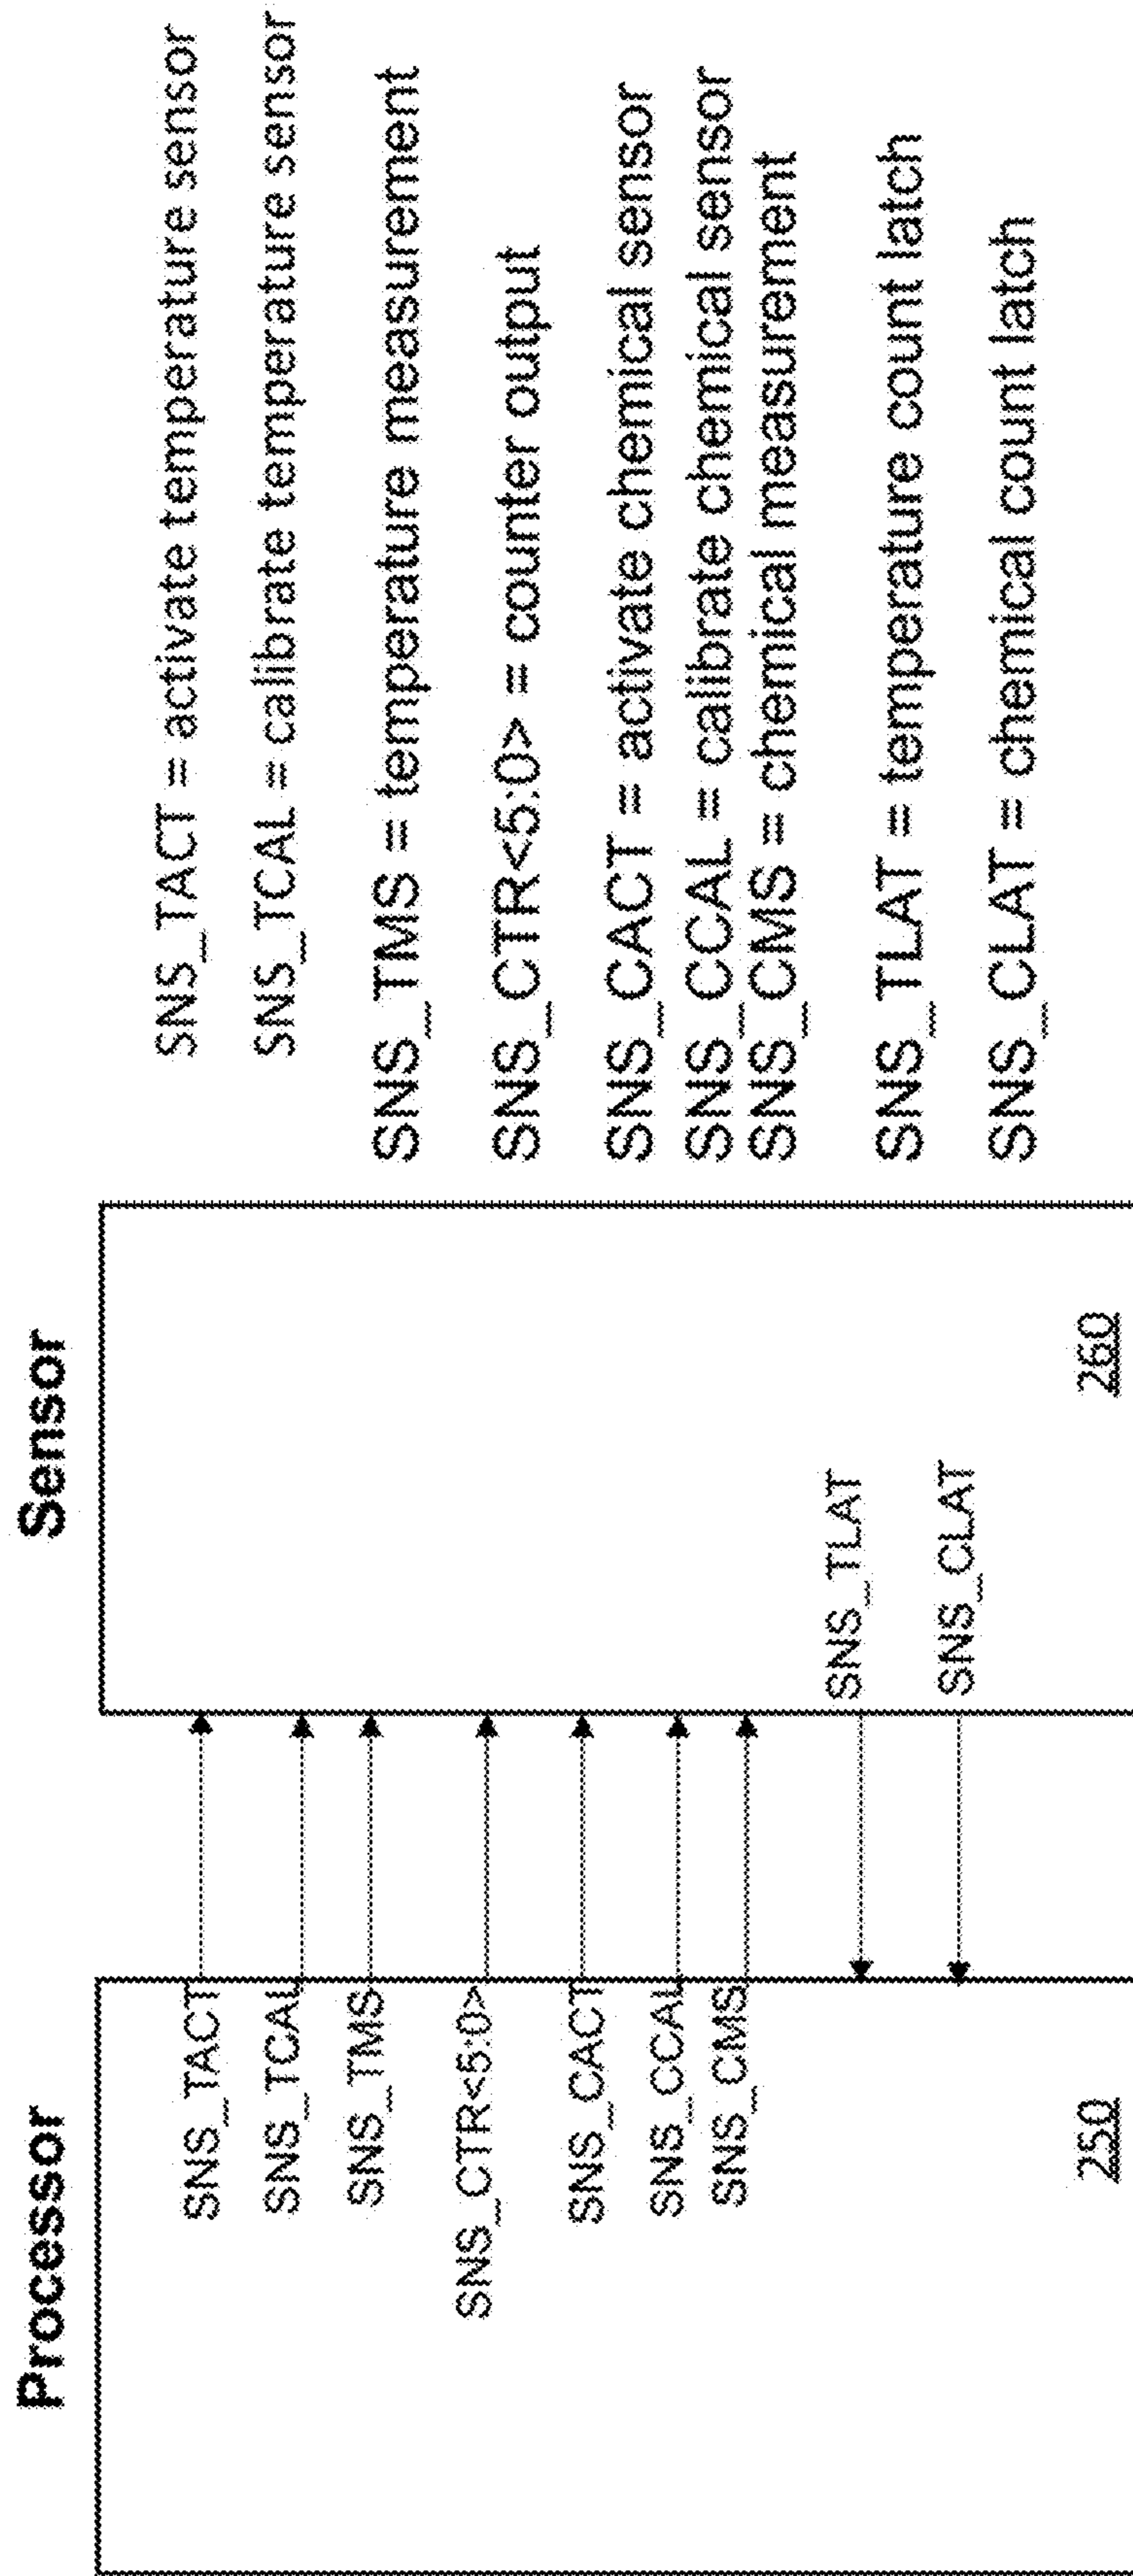 Processor
SNS_TACT
SNS_TCAL
SNS_TMS
SNS_CTR<5:0>
SNS_CACT
SNS_CCAL
SNS_CMS
250
Sensor
SNS_TLAT
SNS_CLAT
260
SNS_TACT = activate temperature sensor
SNS_TCAL = calibrate temperature sensor
SNS_TMS = temperature measurement
SNS_CTR<5:0> = counter output
SNS_CACT = activate chemical sensor
SNS_CCAL = calibrate chemical sensor
SNS_CMS = chemical measurement
SNS_TLAT = temperature count latch
SNS_CLAT = chemical count latch